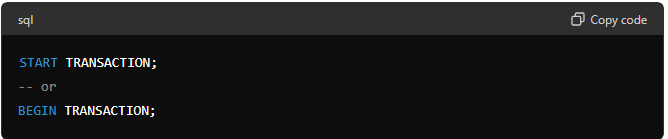 sql
Copy code
START TRANSACTION;
-- or
BEGIN TRANSACTION;